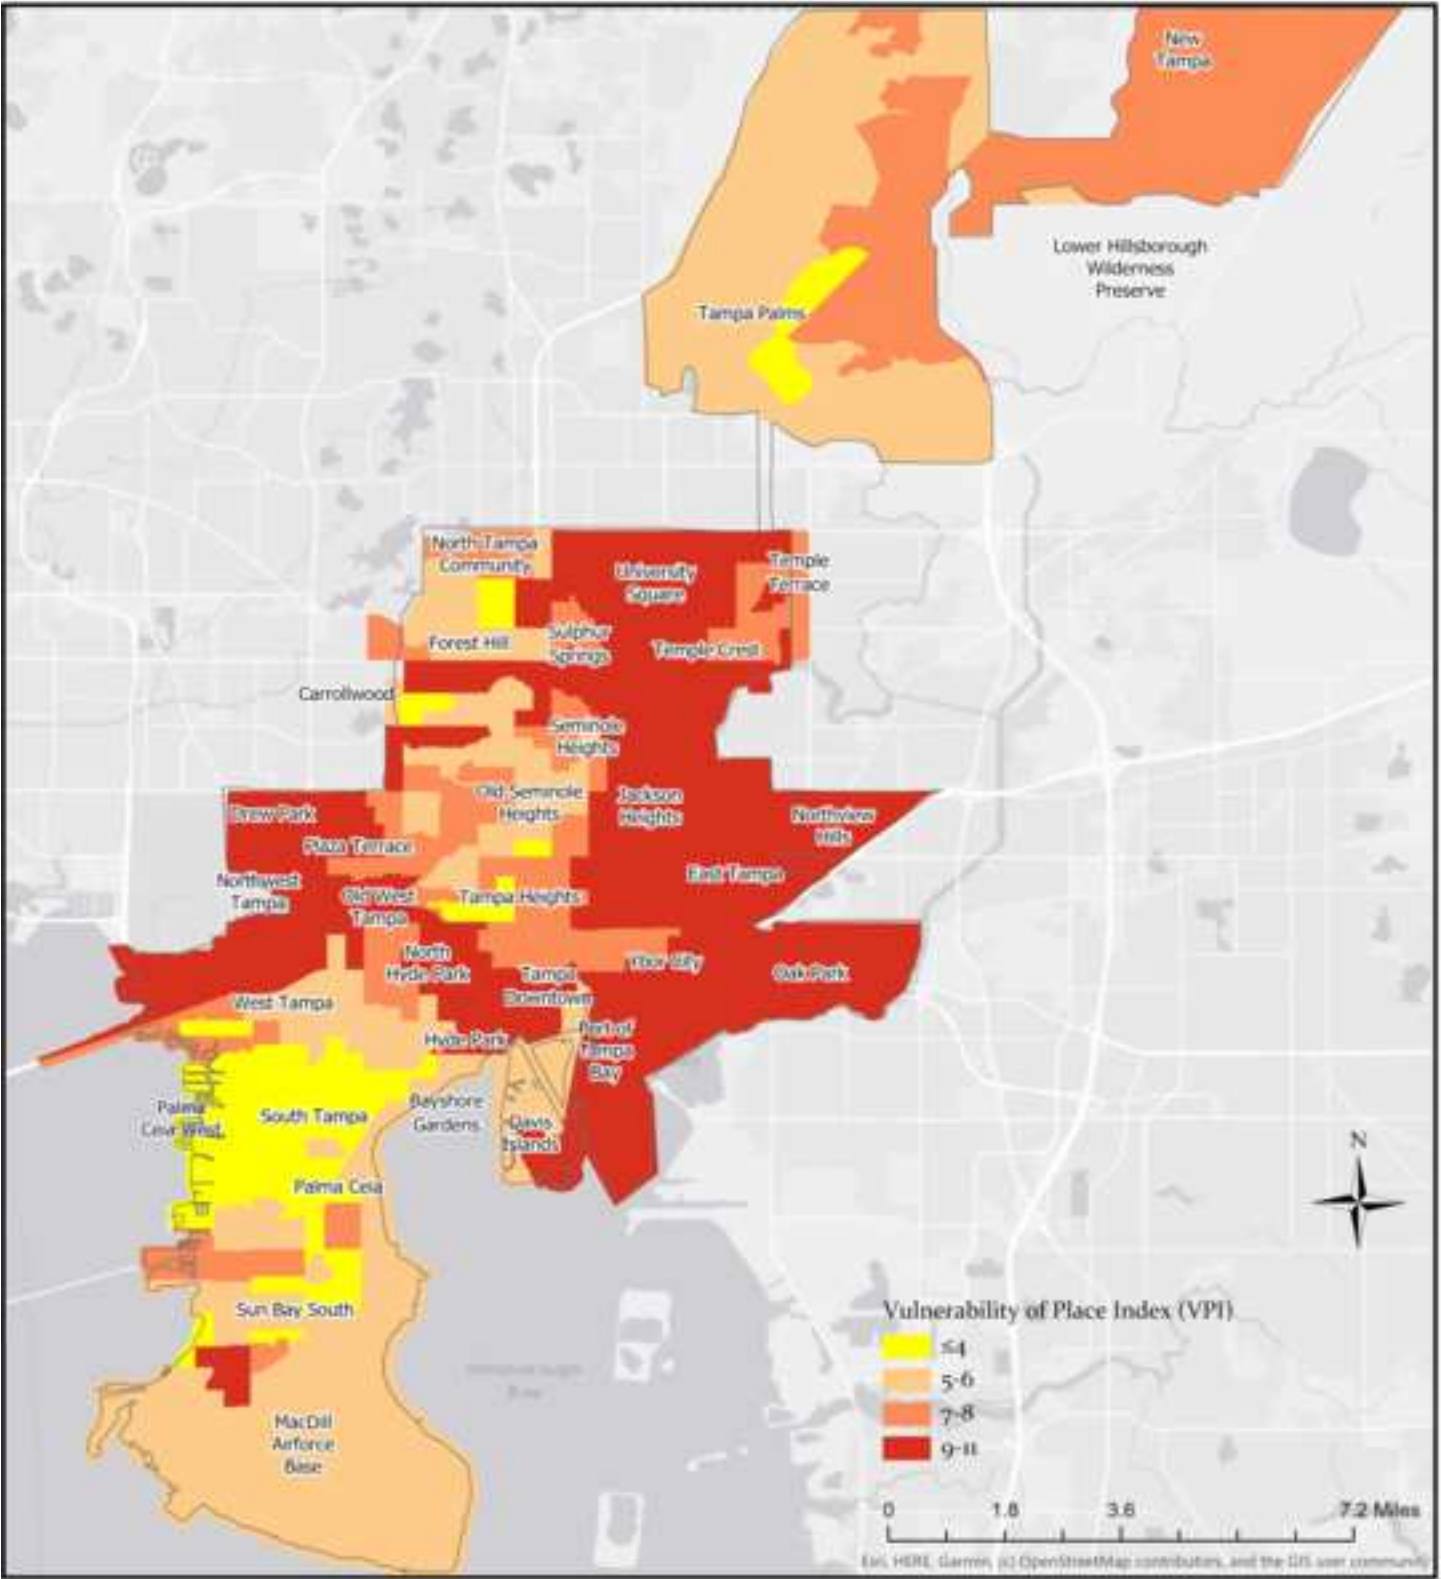 New
Tampa
Lower Hillsborough
Wilderness
Preserve
Tampa Palms
North Tampa
Community
University
Square
Temple
Terrace
Forest Hill
Sulphur
Springs
Temple Crest
Carrollwood
Seminole
Heights
Old Seminole
Heights
Jackson
Heights
Drew Park
Northview
Hills
Plaza Terrace
East Tampa
Northwest
Tampa
Old West
Tampa
Tampa Heights
North
Hyde Park
Ybor City
Tampa
Downtown
Oak Park
West Tampa
Hyde Park
Port of
Tampa
Bay
Palma
Ceia West
South Tampa
Bayshore
Gardens
Davis
Islands
Palma Ceia
N
Sun Bay South
Vulnerability of Place Index (VPI)
≤4
5-6
7-8
9-11
MacDill
Airforce
Base
0 1.8 3.6 7.2 Miles
Esri, HERE, Garmin, (c) OpenStreetMap contributors, and the GIS user community